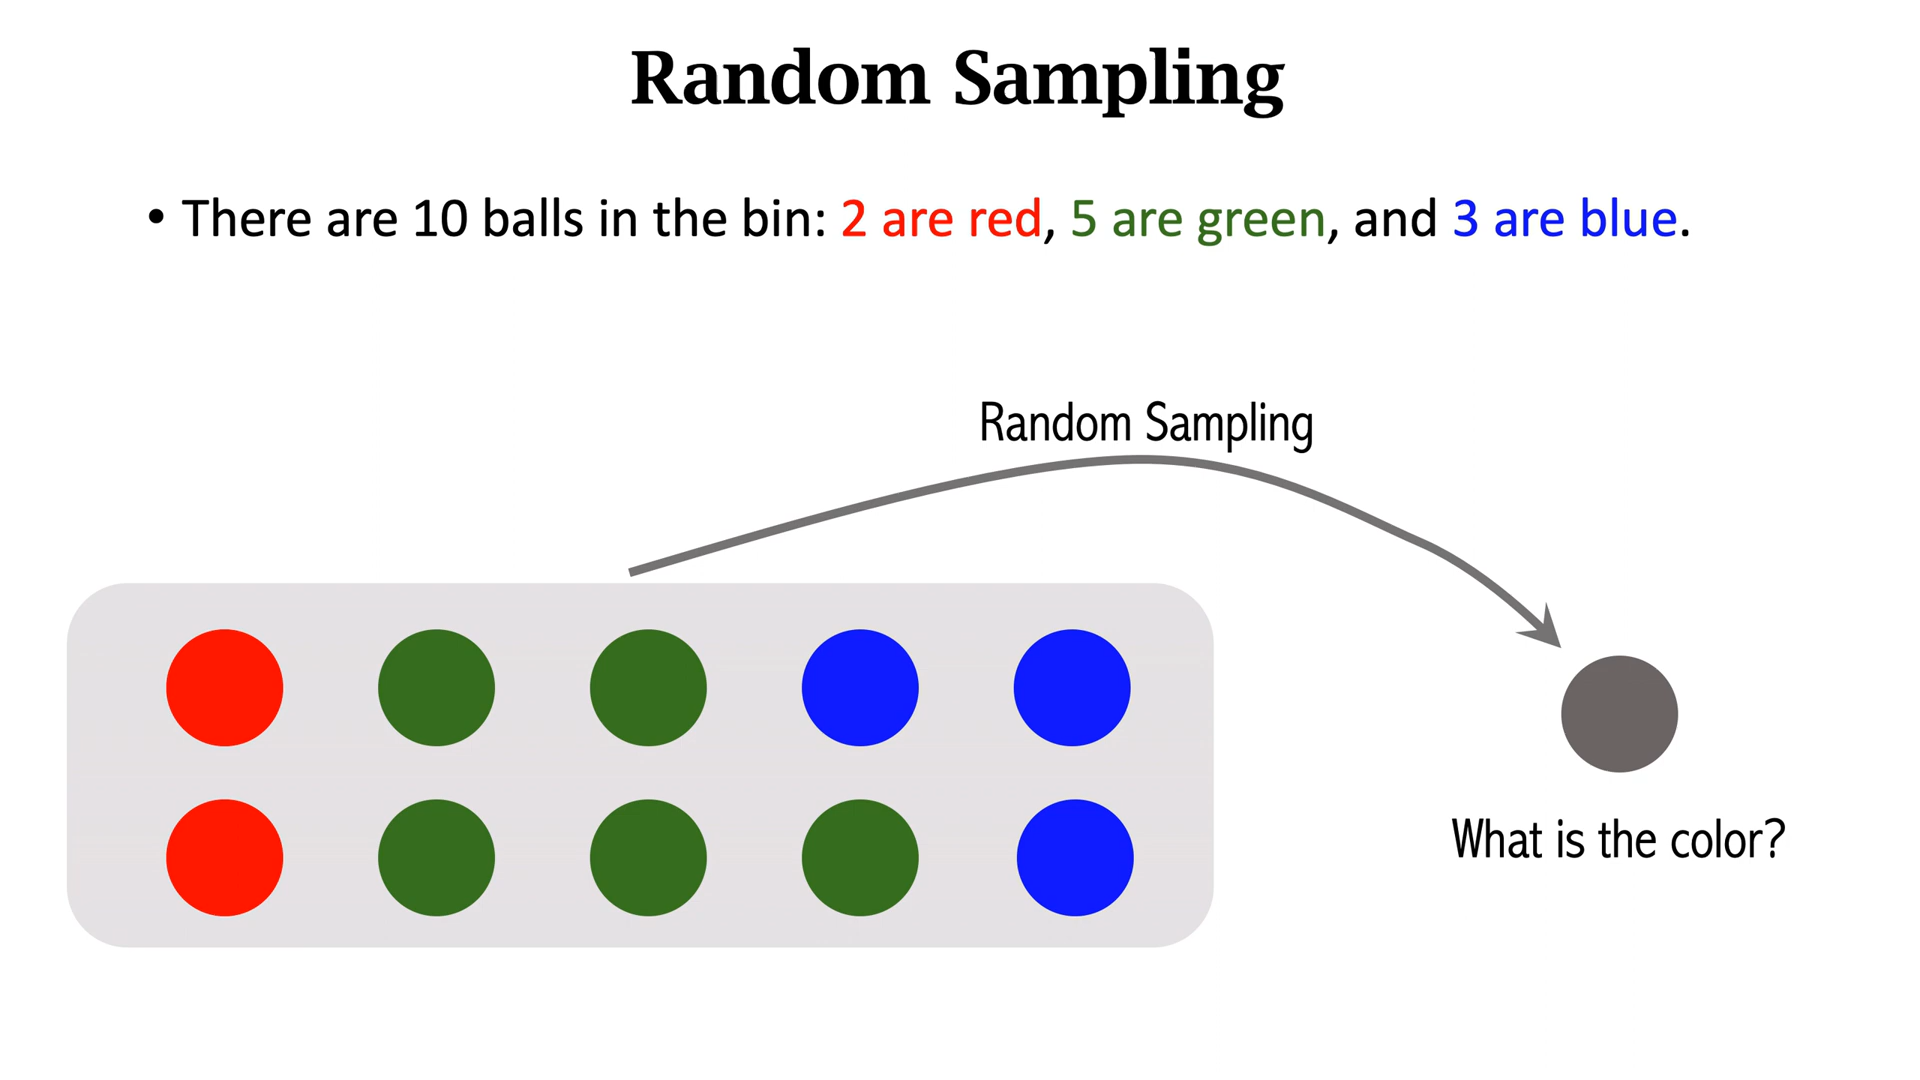 Random Sampling
• There are 10 balls in the bin: 2 are red, 5 are green, and 3 are blue.
Random Sampling
What is the color?